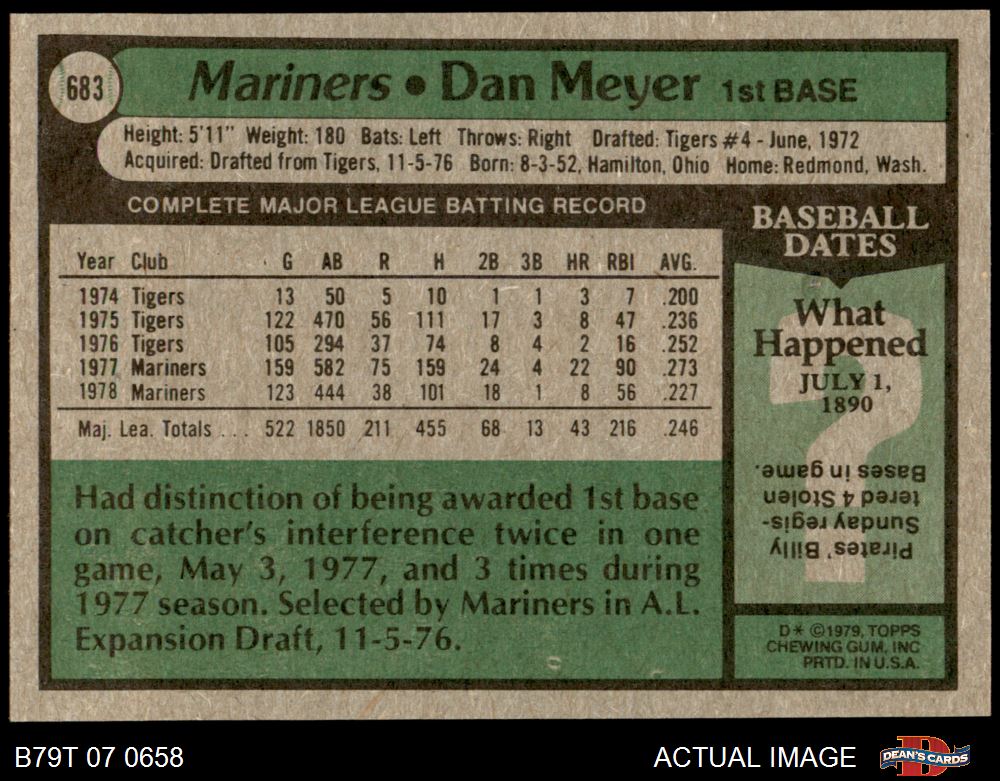 683
Mariners • Dan Meyer 1st BASE
Height: 5'11" Weight: 180 Bats: Left Throws: Right Drafted: Tigers #4 - June, 1972
Acquired: Drafted from Tigers, 11-5-76 Born: 8-3-52, Hamilton, Ohio Home: Redmond, Wash.
COMPLETE MAJOR LEAGUE BATTING RECORD
Year Club G AB R H 2B 3B HR RBI AVG.
1974 Tigers 13 50 5 10 1 1 3 7 .200
1975 Tigers 122 470 56 111 17 3 8 47 .236
1976 Tigers 105 294 37 74 8 4 2 16 .252
1977 Mariners 159 582 75 159 24 4 22 90 .273
1978 Mariners 123 444 38 101 18 1 8 56 .227
Maj. Lea. Totals . . . 522 1850 211 455 68 13 43 216 .246
Had distinction of being awarded 1st base
on catcher's interference twice in one
game, May 3, 1977, and 3 times during
1977 season. Selected by Mariners in A.L.
Expansion Draft, 11-5-76.
BASEBALL
DATES
What
Happened
JULY 1,
1890
Pirates' Billy
Sunday regis-
tered 4 Stolen
Bases in game.
D* ©1979, TOPPS
CHEWING GUM, INC
PRTD. IN U.S.A.
B79T 07 0658
ACTUAL IMAGE
DEAN'S CARDS